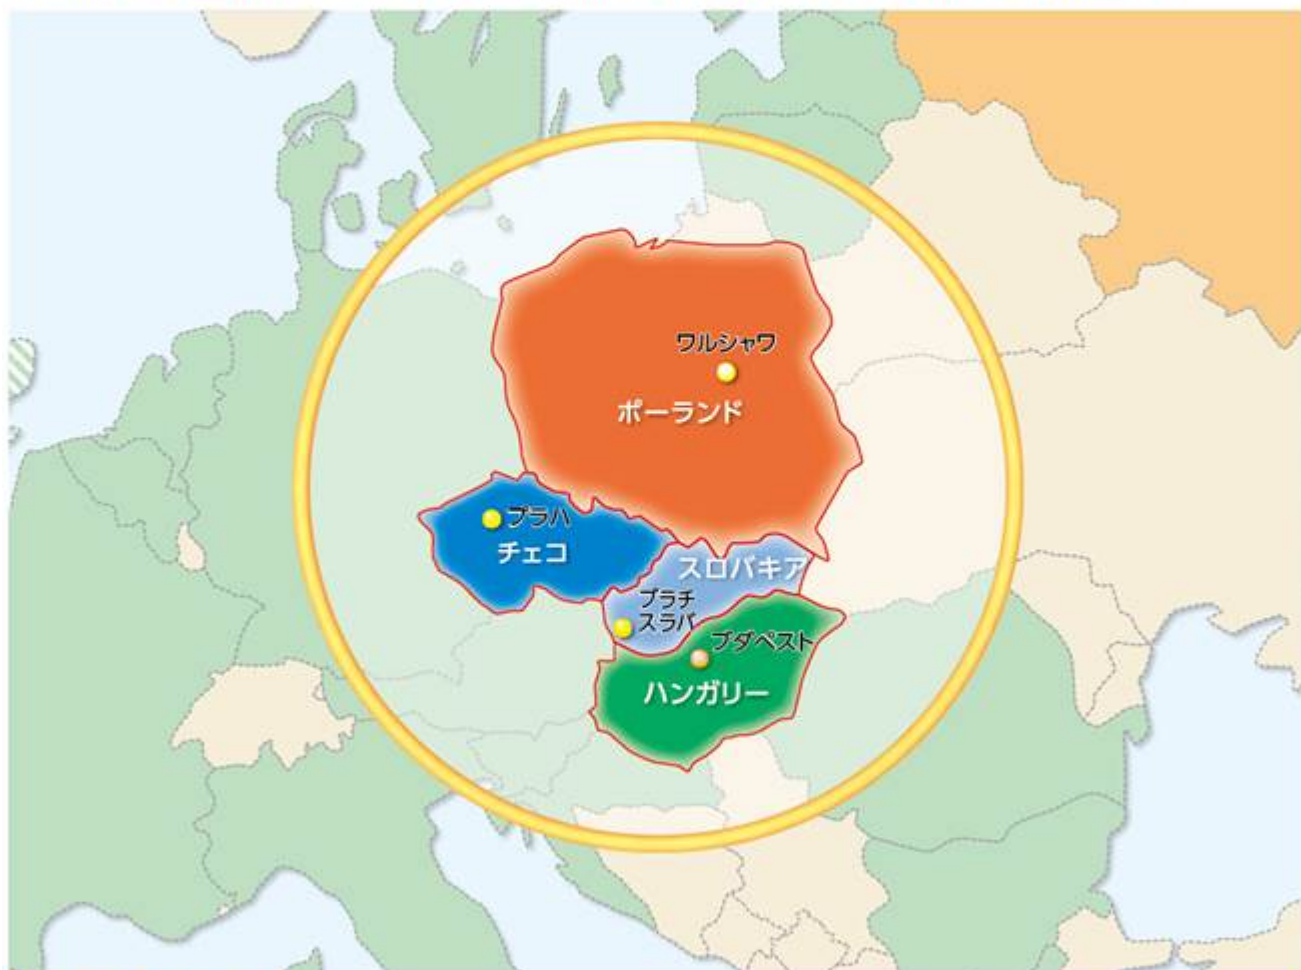 ワルシャワ
ポーランド
プラハ
チェコ
スロバキア
ブラチ
スラバ
ブダペスト
ハンガリー